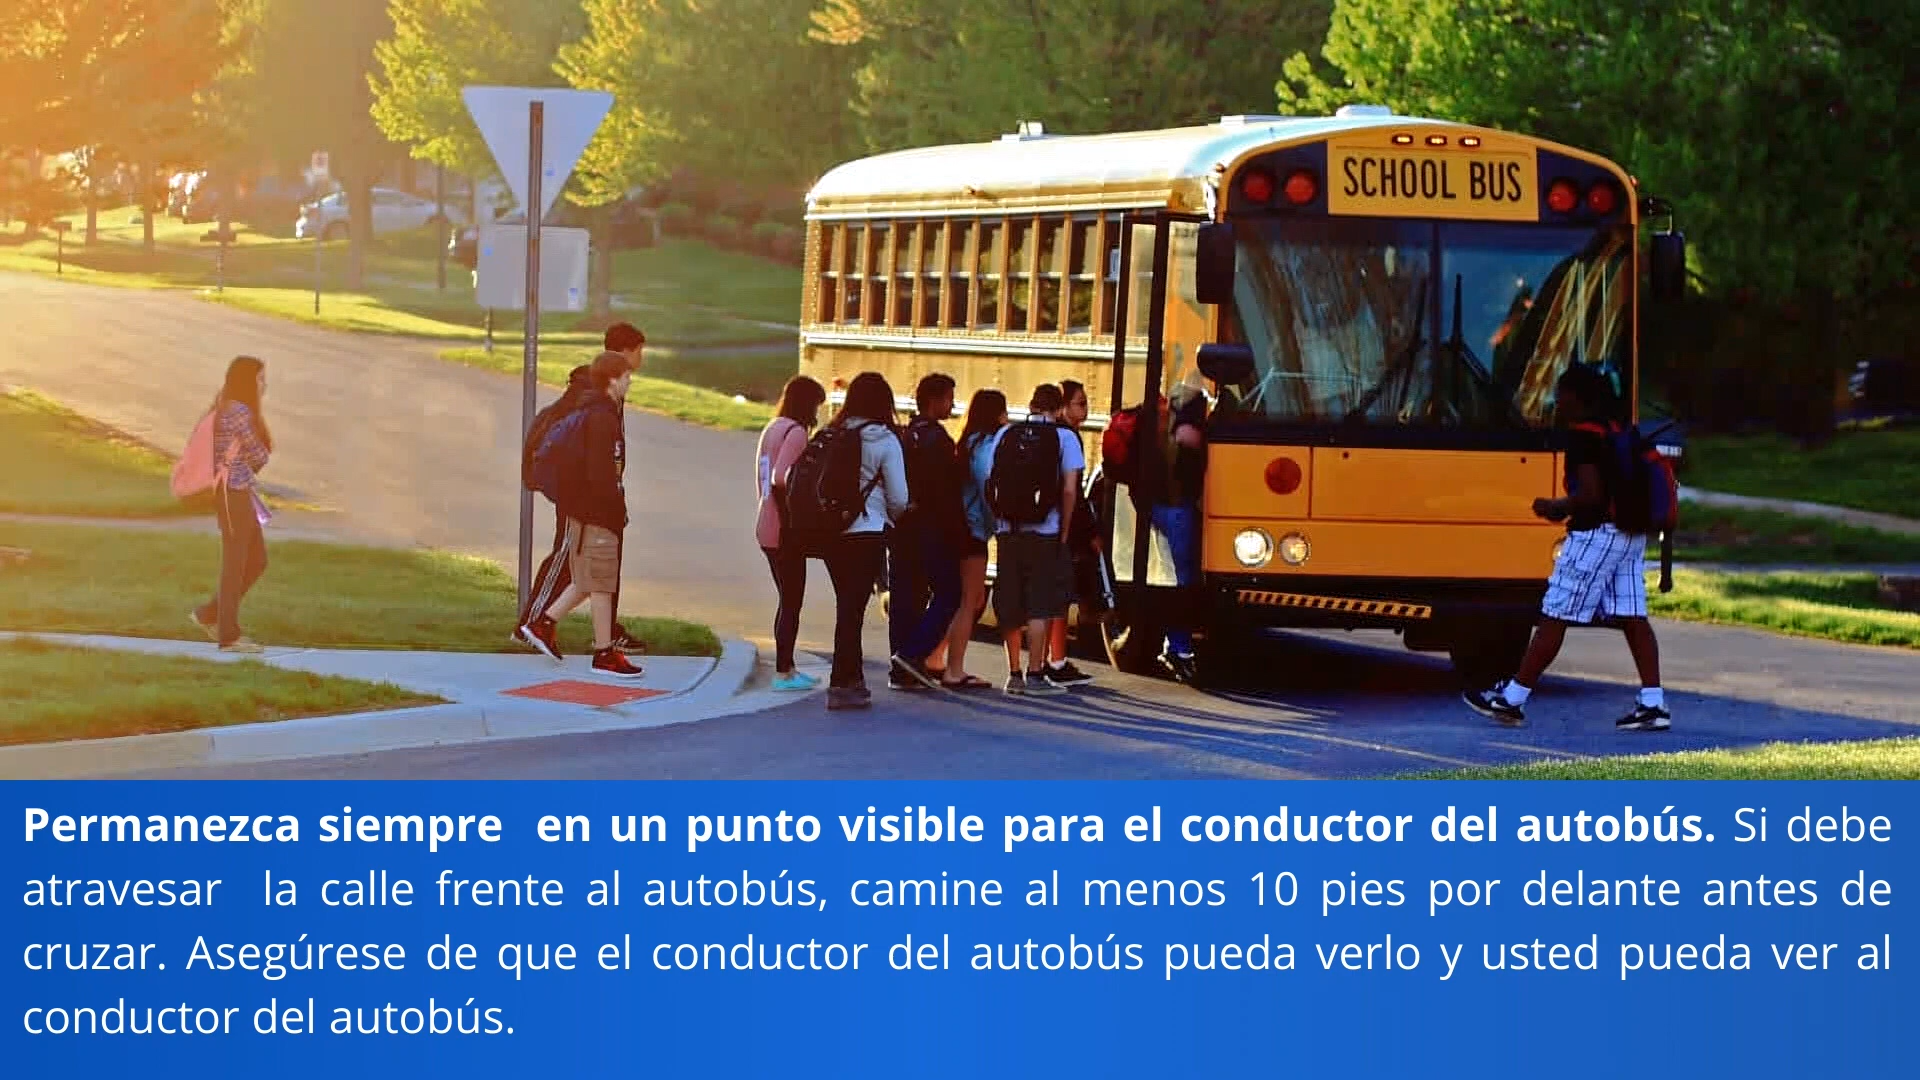 SCHOOL BUS
Permanezca siempre en un punto visible para el conductor del autobús. Si debe
atravesar la calle frente al autobús, camine al menos 10 pies por delante antes de
cruzar. Asegúrese de que el conductor del autobús pueda verlo y usted pueda ver al
conductor del autobús.